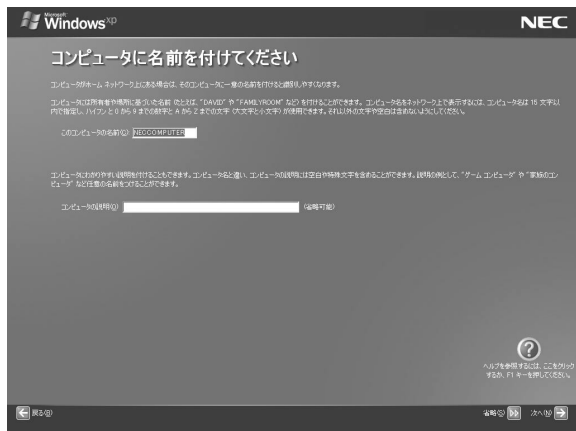 Microsoft
Windows xp
NEC
コンピュータに名前を付けてください
コンピュータがホーム ネットワーク上にある場合は、そのコンピュータに一意の名前を付けると識別しやすくなります。
コンピュータには所有者や場所に基づいた名前 (たとえば、"DAVID" や "FAMILYROOM" など) を付けることができます。コンピュータ名をネットワーク上で表示するには、コンピュータ名は 15 文字以
内で指定し、ハイフンと 0 から 9 までの数字と A から Z までの文字 (大文字と小文字) が使用できます。それ以外の文字や空白は含めないようにしてください。
このコンピュータの名前(C): NECCOMPUTER
コンピュータにわかりやすい説明を付けることもできます。コンピュータ名と違い、コンピュータの説明には空白や特殊文字を含めることができます。説明の例として、"ゲーム コンピュータ" や "家族のコン
ピュータ" など任意の名前をつけることができます。
コンピュータの説明(O): (省略可能)
ヘルプを参照するには、ここをクリック
するか、F1 キーを押してください。
戻る(B)
省略(S)
次へ(N)